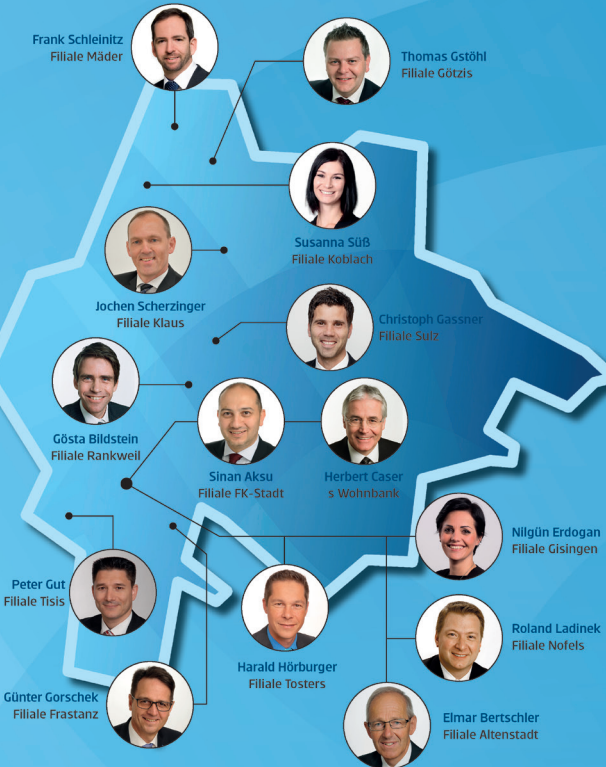 Frank Schleinitz
Filiale Mäder
Thomas Gstöhl
Filiale Götzis
Susanna Süß
Filiale Koblach
Jochen Scherzinger
Filiale Klaus
Christoph Gassner
Filiale Sulz
Gösta Bildstein
Filiale Rankweil
Sinan Aksu
Filiale FK-Stadt
Herbert Caser
s Wohnbank
Nilgün Erdogan
Filiale Gisingen
Peter Gut
Filiale Tisis
Roland Ladinek
Filiale Nofels
Harald Hörburger
Filiale Tosters
Günter Gorschek
Filiale Frastanz
Elmar Bertschler
Filiale Altenstadt